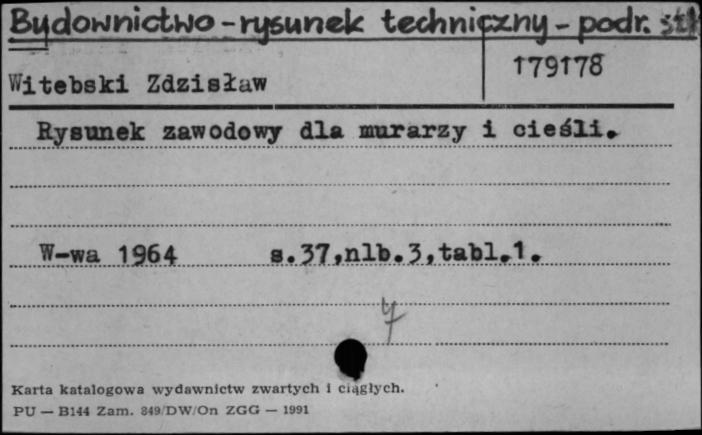 Budownictwo - rysunek techniczny - podr.
179178
Witebski Zdzisław
Rysunek zawodowy dla murarzy i cieśli.
W-wa 1964 s.37,nlb.3,tabl.1.
Karta katalogowa wydawnictw zwartych i ciągłych.
PU — B144 Zam. 849/DW/On ZGG — 1991